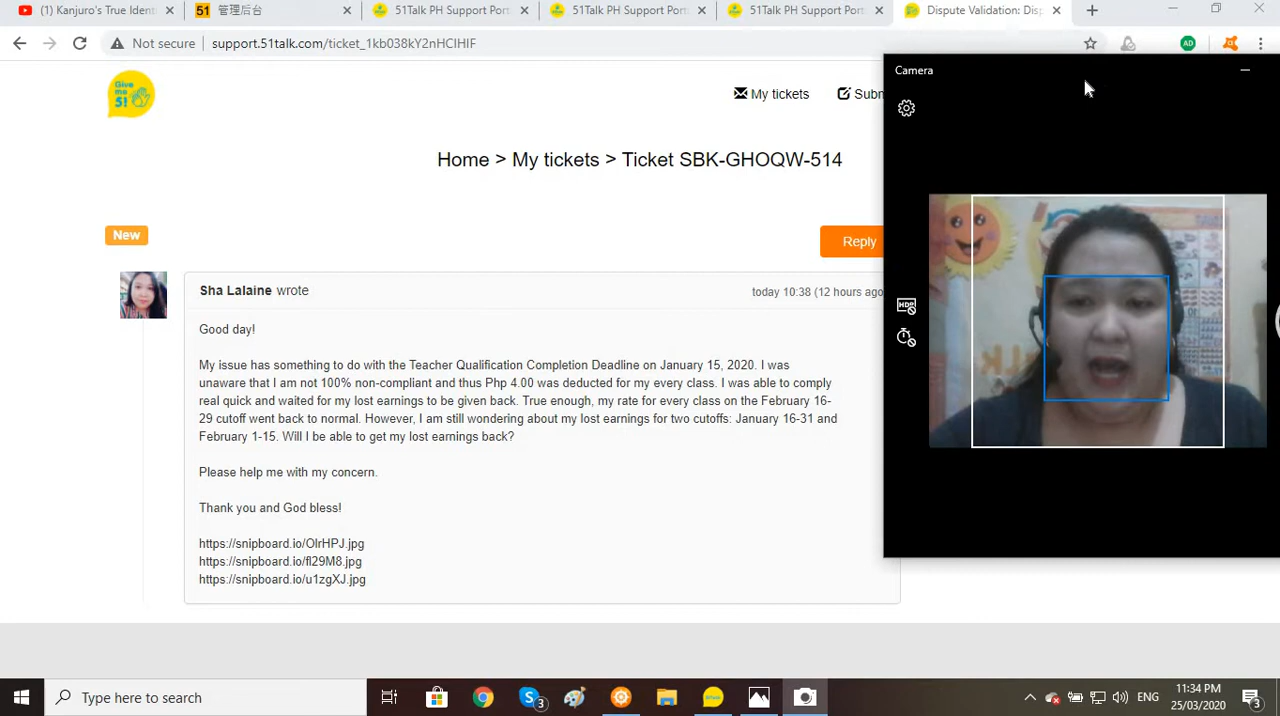 (1) Kanjuro's True Ident
管理后台
51Talk PH Support Port
51Talk PH Support Port
51Talk PH Support Port
Dispute Validation: Disp
Not secure
support.51talk.com/ticket_1kb038kY2nHCIHIF
AD
Camera
Give me 5!
My tickets
Subm
Home > My tickets > Ticket SBK-GHOQW-514
New
Reply
Sha Lalaine wrote
today 10:38 (12 hours ago
Good day!
My issue has something to do with the Teacher Qualification Completion Deadline on January 15, 2020. I was
unaware that I am not 100% non-compliant and thus Php 4.00 was deducted for my every class. I was able to comply
real quick and waited for my lost earnings to be given back. True enough, my rate for every class on the February 16-
29 cutoff went back to normal. However, I am still wondering about my lost earnings for two cutoffs: January 16-31 and
February 1-15. Will I be able to get my lost earnings back?
Please help me with my concern.
Thank you and God bless!
https://snipboard.io/OlrHPJ.jpg
https://snipboard.io/fl29M8.jpg
https://snipboard.io/u1zgXJ.jpg
HDR
Type here to search
3
ENG
11:34 PM
25/03/2020
3